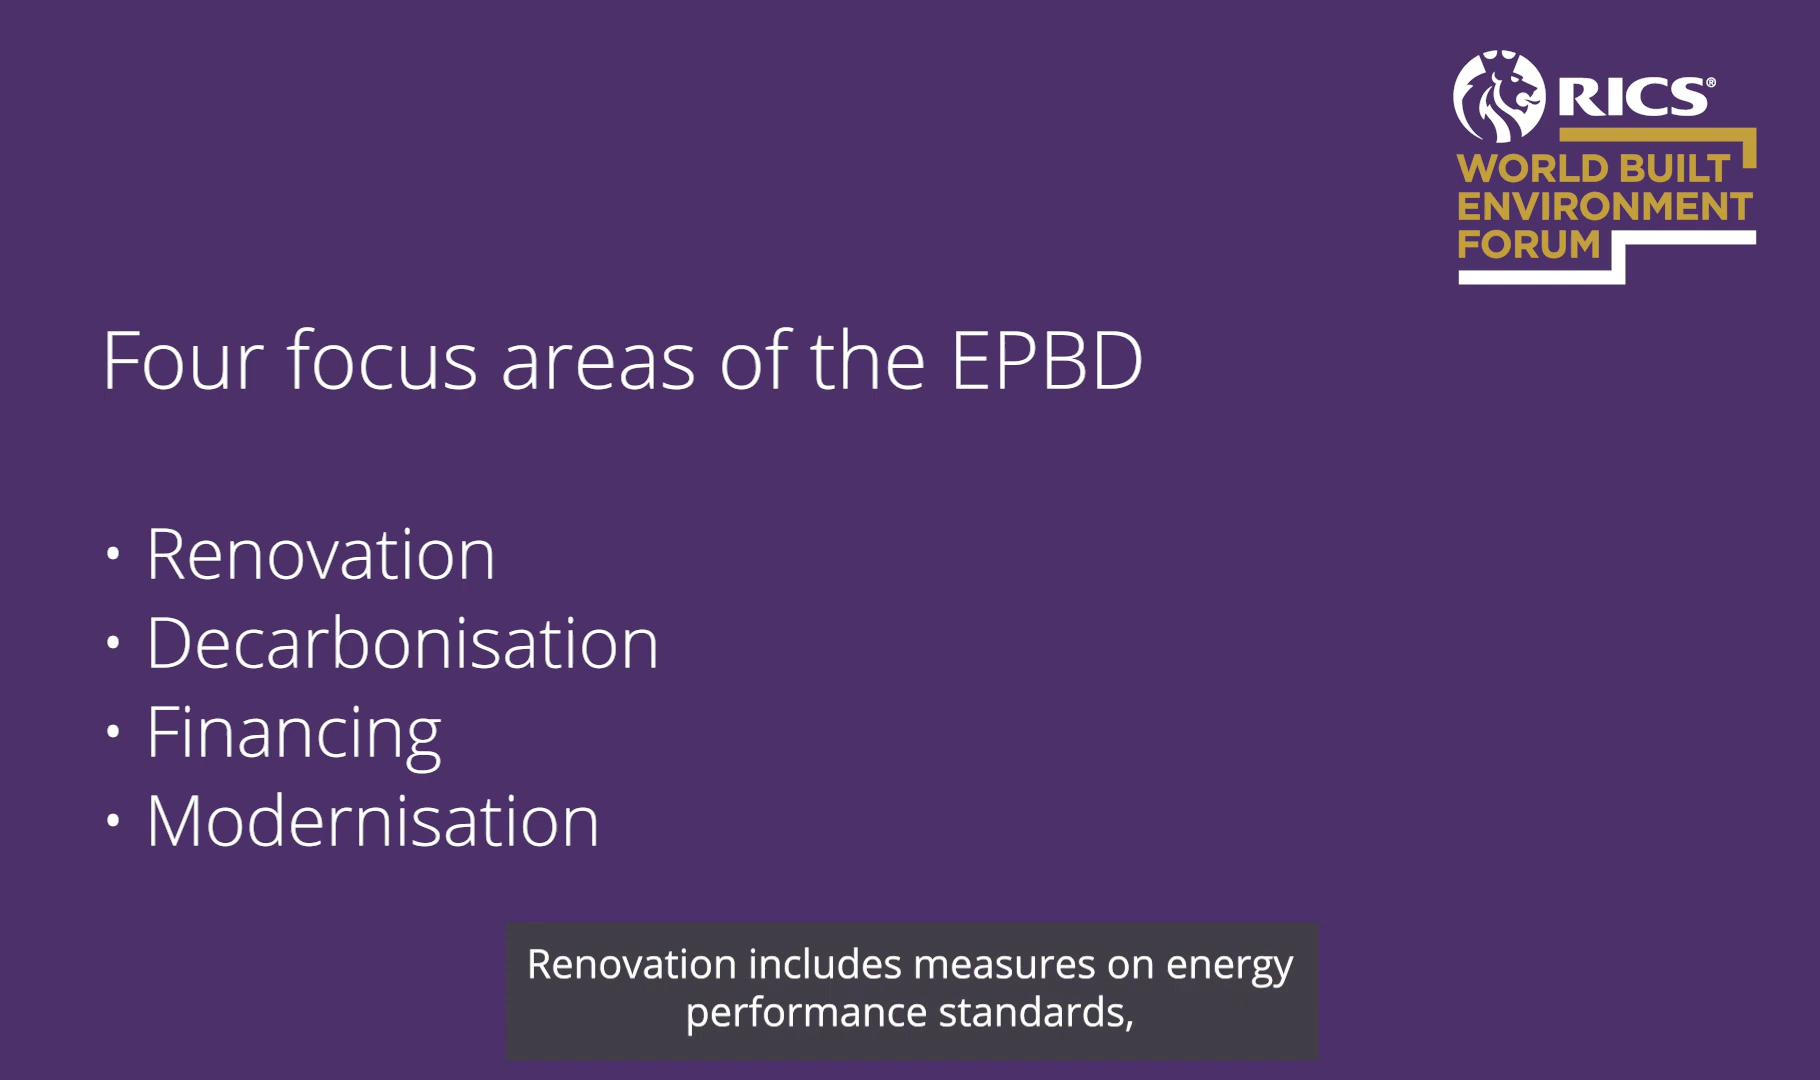 RICS®
WORLD BUILT
ENVIRONMENT
FORUM
Four focus areas of the EPBD
• Renovation
• Decarbonisation
• Financing
• Modernisation
Renovation includes measures on energy
performance standards,